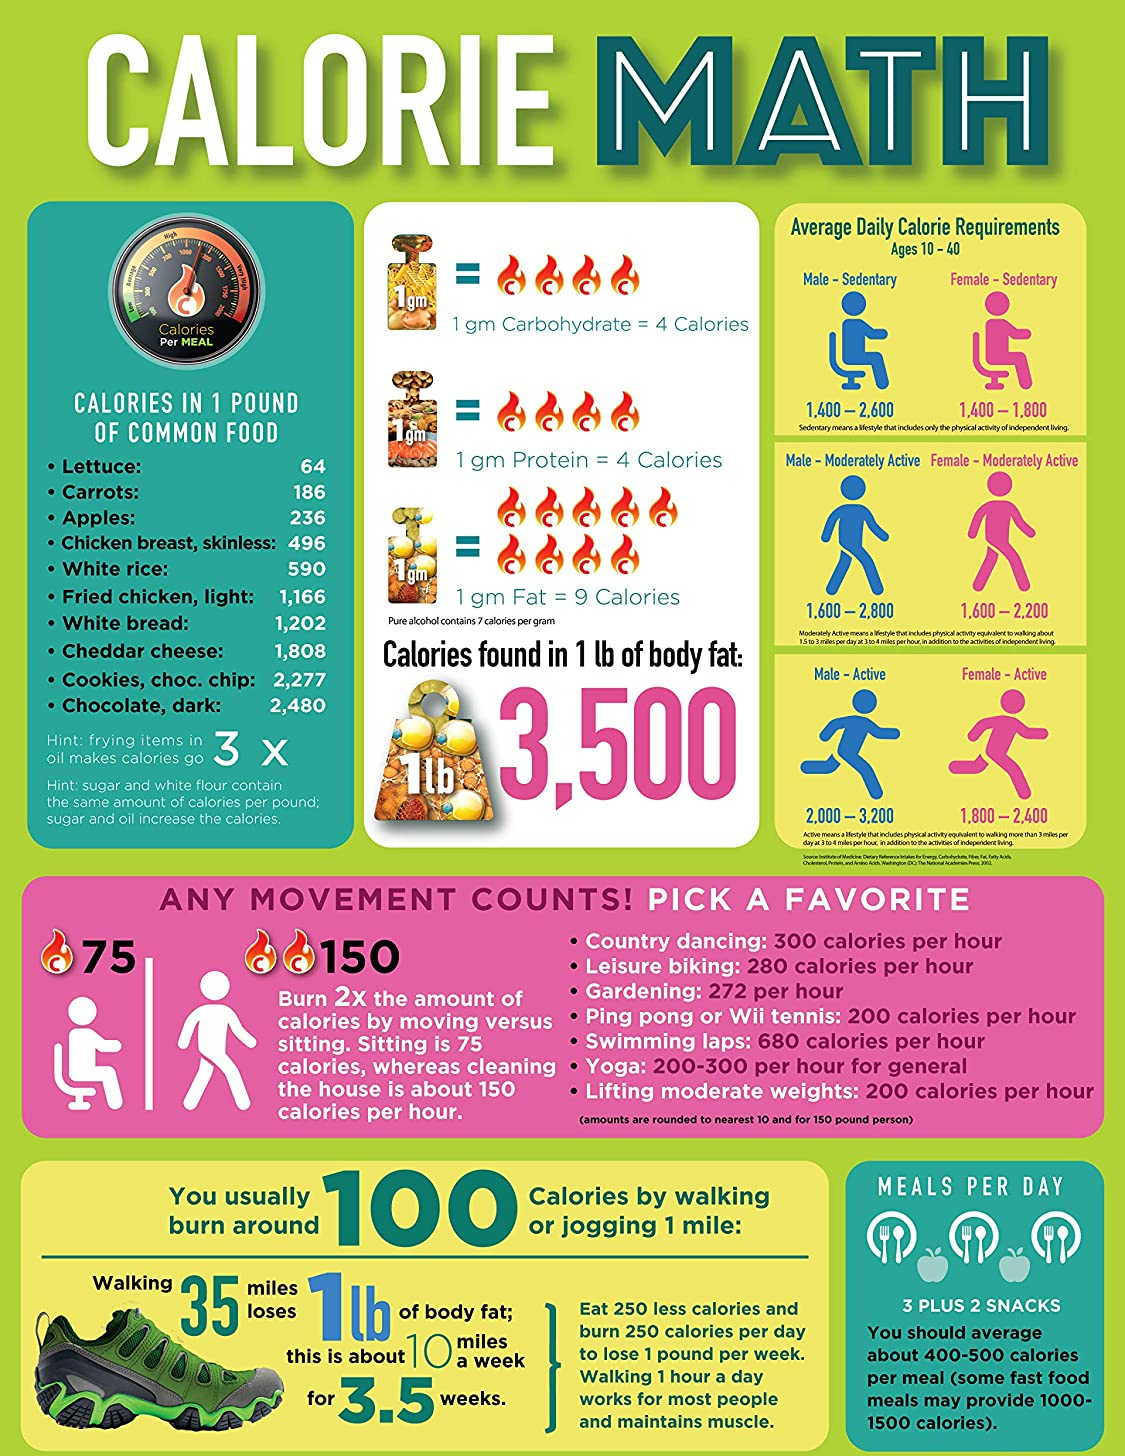 CALORIE MATH
Low
Average
High
Very High
300
500
700
1000
1200
1500
1750
2000
Calories
Per MEAL
CALORIES IN 1 POUND
OF COMMON FOOD
• Lettuce: 64
• Carrots: 186
• Apples: 236
• Chicken breast, skinless: 496
• White rice: 590
• Fried chicken, light: 1,166
• White bread: 1,202
• Cheddar cheese: 1,808
• Cookies, choc. chip: 2,277
• Chocolate, dark: 2,480
Hint: frying items in
oil makes calories go 3 x
Hint: sugar and white flour contain
the same amount of calories per pound;
sugar and oil increase the calories.
1gm = C C C C
1 gm Carbohydrate = 4 Calories
1gm = C C C C
1 gm Protein = 4 Calories
C C C C C
1gm = C C C C
1 gm Fat = 9 Calories
Pure alcohol contains 7 calories per gram
Calories found in 1 lb of body fat:
1lb 3,500
Average Daily Calorie Requirements
Ages 10 - 40
Male - Sedentary Female - Sedentary
1,400 – 2,600 1,400 – 1,800
Sedentary means a lifestyle that includes only the physical activity of independent living.
Male - Moderately Active Female - Moderately Active
1,600 – 2,800 1,600 – 2,200
Moderately Active means a lifestyle that includes physical activity equivalent to walking about
1.5 to 3 miles per day at 3 to 4 miles per hour, in addition to the activities of independent living.
Male - Active Female - Active
2,000 – 3,200 1,800 – 2,400
Active means a lifestyle that includes physical activity equivalent to walking more than 3 miles per
day at 3 to 4 miles per hour, in addition to the activities of independent living.
Source: Institute of Medicine. Dietary Reference Intakes for Energy, Carbohydrate, Fiber, Fat, Fatty Acids,
Cholesterol, Protein, and Amino Acids. Washington (DC): The National Academies Press; 2002.
ANY MOVEMENT COUNTS! PICK A FAVORITE
C 75
C C 150
Burn 2x the amount of
calories by moving versus
sitting. Sitting is 75
calories, whereas cleaning
the house is about 150
calories per hour.
• Country dancing: 300 calories per hour
• Leisure biking: 280 calories per hour
• Gardening: 272 per hour
• Ping pong or Wii tennis: 200 calories per hour
• Swimming laps: 680 calories per hour
• Yoga: 200-300 per hour for general
• Lifting moderate weights: 200 calories per hour
(amounts are rounded to nearest 10 and for 150 pound person)
You usually
burn around 100 Calories by walking
or jogging 1 mile:
Walking 35 miles
loses 1lb of body fat;
this is about 10 miles
a week
for 3.5 weeks.
Eat 250 less calories and
burn 250 calories per day
to lose 1 pound per week.
Walking 1 hour a day
works for most people
and maintains muscle.
MEALS PER DAY
3 PLUS 2 SNACKS
You should average
about 400-500 calories
per meal (some fast food
meals may provide 1000-
1500 calories).